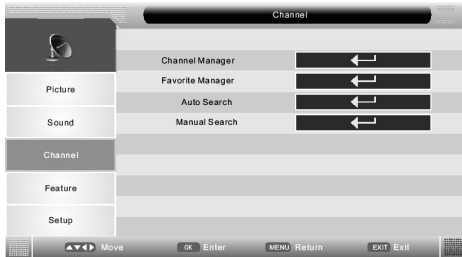 Channel
Channel Manager
Favorite Manager
Auto Search
Manual Search
Picture
Sound
Channel
Feature
Setup
Move OK Enter MENU Return EXIT Exit